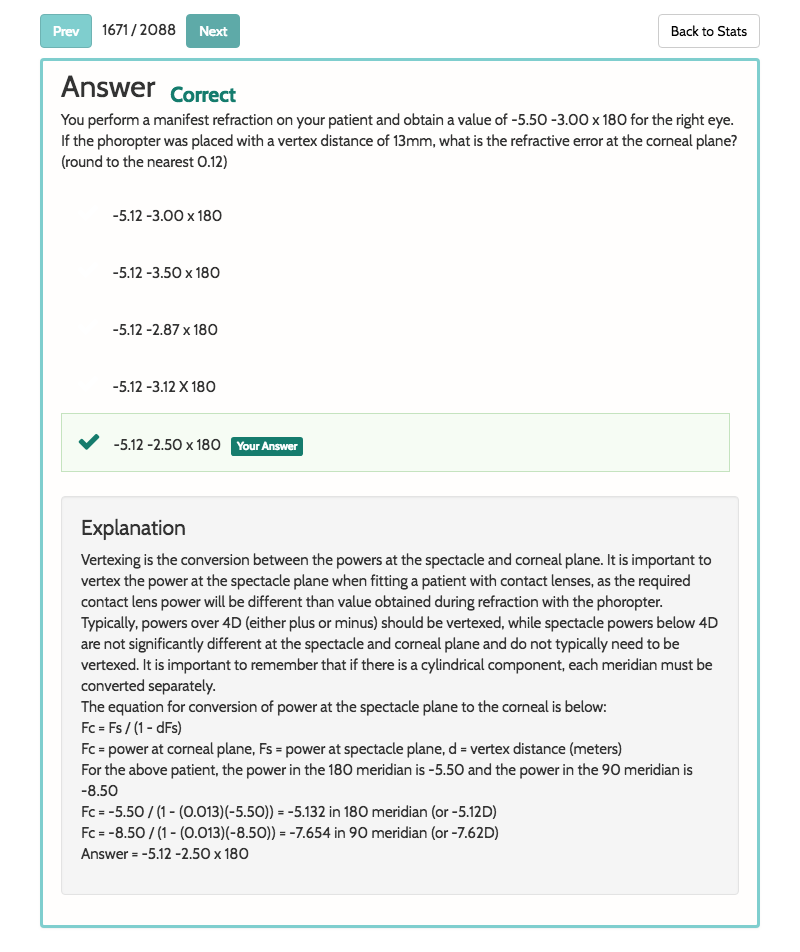 Prev 1671 / 2088 Next Back to Stats
Answer Correct
You perform a manifest refraction on your patient and obtain a value of -5.50 -3.00 x 180 for the right eye.
If the phoropter was placed with a vertex distance of 13mm, what is the refractive error at the corneal plane?
(round to the nearest 0.12)
-5.12 -3.00 x 180
-5.12 -3.50 x 180
-5.12 -2.87 x 180
-5.12 -3.12 X 180
-5.12 -2.50 x 180 Your Answer
Explanation
Vertexing is the conversion between the powers at the spectacle and corneal plane. It is important to
vertex the power at the spectacle plane when fitting a patient with contact lenses, as the required
contact lens power will be different than value obtained during refraction with the phoropter.
Typically, powers over 4D (either plus or minus) should be vertexed, while spectacle powers below 4D
are not significantly different at the spectacle and corneal plane and do not typically need to be
vertexed. It is important to remember that if there is a cylindrical component, each meridian must be
converted separately.
The equation for conversion of power at the spectacle plane to the corneal is below:
Fc = Fs / (1 - dFs)
Fc = power at corneal plane, Fs = power at spectacle plane, d = vertex distance (meters)
For the above patient, the power in the 180 meridian is -5.50 and the power in the 90 meridian is
-8.50
Fc = -5.50 / (1 - (0.013)(-5.50)) = -5.132 in 180 meridian (or -5.12D)
Fc = -8.50 / (1 - (0.013)(-8.50)) = -7.654 in 90 meridian (or -7.62D)
Answer = -5.12 -2.50 x 180